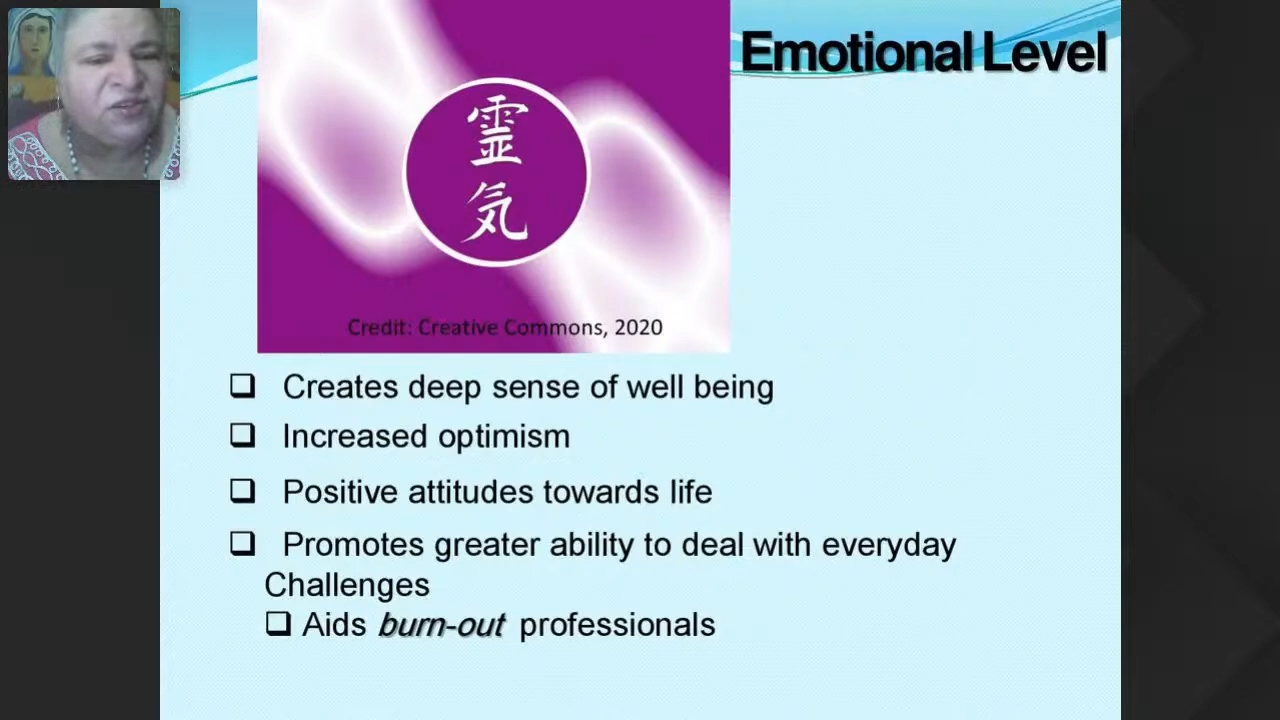 Emotional Level
霊
気
Credit: Creative Commons, 2020
Creates deep sense of well being
Increased optimism
Positive attitudes towards life
Promotes greater ability to deal with everyday
Challenges
Aids burn-out professionals